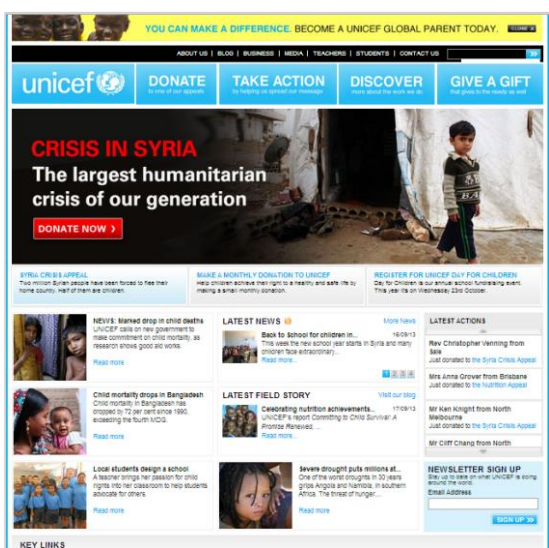 YOU CAN MAKE A DIFFERENCE. BECOME A UNICEF GLOBAL PARENT TODAY.
ABOUT US | BLOG | BUSINESS | MEDIA | TEACHERS | STUDENTS | CONTACT US
unicef
DONATE
to one of our appeals
TAKE ACTION
by helping us spread our message
DISCOVER
more about the work we do
GIVE A GIFT
that gives to the needy as well
CRISIS IN SYRIA
The largest humanitarian
crisis of our generation
DONATE NOW
SYRIA CRISIS APPEAL
Two million Syrian people have been forced to flee their
home country. Half of them are children.
MAKE A MONTHLY DONATION TO UNICEF
Help children achieve their right to a healthy and safe life by
making a small monthly donation.
REGISTER FOR UNICEF DAY FOR CHILDREN
Day for Children is our annual school fundraising event.
This year it's on Wednesday 23rd October.
NEWS: Marked drop in child deaths
UNICEF calls on new government to
make commitment on child mortality, as
research shows good aid works.
Read more
Child mortality drops in Bangladesh
Child mortality in Bangladesh has
dropped by 72 per cent since 1990,
exceeding the fourth MDG.
Read more
Local students design a school
A teacher brings her passion for child
rights into her classroom to help students
advocate for others.
Read more
LATEST NEWS
More News
Back to School for children in...
16/09/13
This week the new school year starts in Syria and many
children face extraordinary...
Read more...
1 2 3 4
LATEST FIELD STORY
Visit our blog
Celebrating nutrition achievements...
17/09/13
UNICEF's report Committing to Child Survival: A
Promise Renewed, ...
Read more...
Severe drought puts millions at...
One of the worst droughts in 30 years
grips Angola and Namibia, in southern
Africa. The threat of hunger...
Read more
LATEST ACTIONS
Rev Christopher Venning from
Sale
Just donated to the Syria Crisis Appeal
Mrs Anna Grover from Brisbane
Just donated to the Nutrition Appeal
Mr Ken Knight from North
Melbourne
Just donated to the Syria Crisis Appeal
Mr Cliff Chang from North
NEWSLETTER SIGN UP
Stay up to date on what UNICEF is doing
around the world.
Email Address
SIGN UP
KEY LINKS